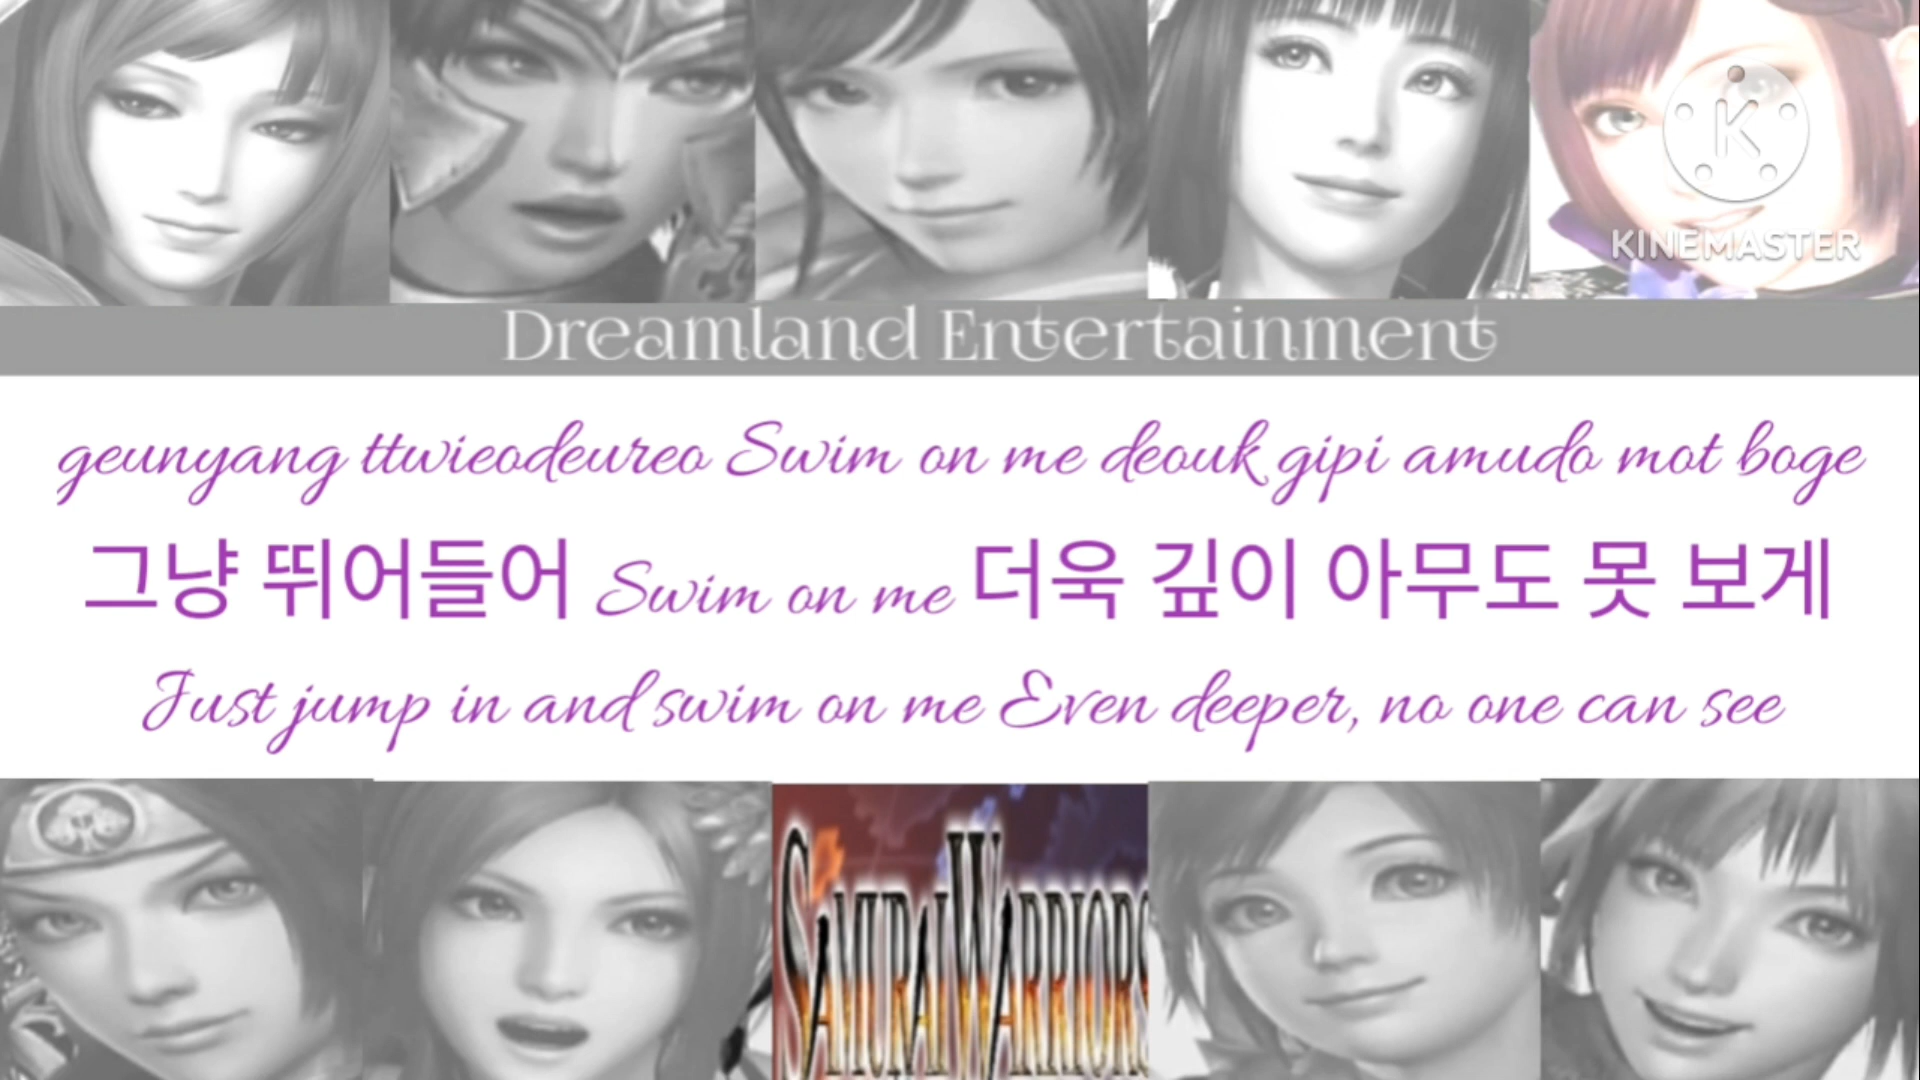 KINEMASTER
Dreamland Entertainment
geunyang ttwieodeureo Swim on me deouk gipi amudo mot boge
그냥 뛰어들어 Swim on me 더욱 깊이 아무도 못 보게
Just jump in and swim on me Even deeper, no one can see
SAMURAI WARRIORS